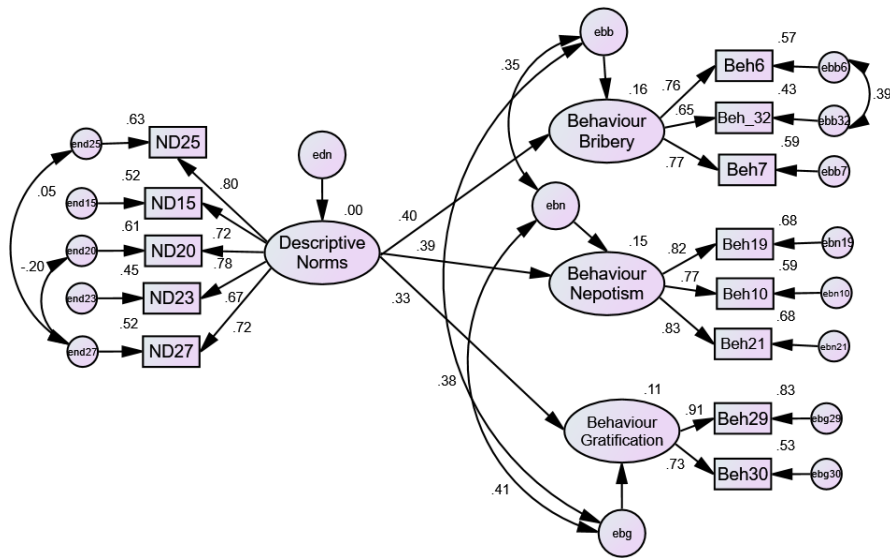 ebb
.57
.35
.76
Beh6
ebb6
.16
.43
.39
.63
.65
Beh_32
ebb32
Behaviour
Bribery
end25
ND25
edn
.59
.77
Beh7
ebb7
.05
.52
.80
.00
.40
ebn
.68
end15
ND15
.15
.61
.72
Descriptive
Norms
.39
.82
Beh19
ebn19
-.20
end20
ND20
.59
.45
.78
Behaviour
Nepotism
.77
Beh10
ebn10
end23
ND23
.67
.33
.68
.52
.72
.83
Beh21
ebn21
end27
ND27
.38
.11
.83
.91
Beh29
ebg29
Behaviour
Gratification
.53
.73
Beh30
ebg30
.41
ebg